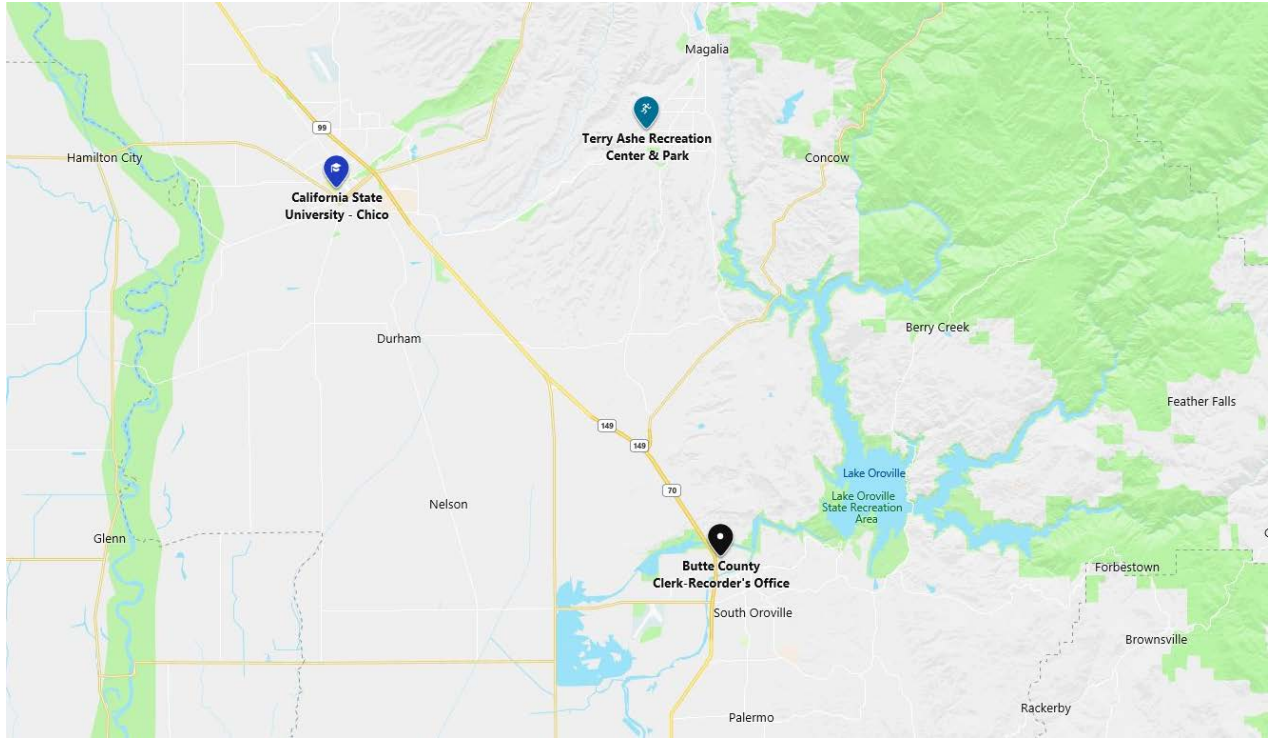 Magalia
Terry Ashe Recreation
Center & Park
99
Hamilton City
Concow
California State
University - Chico
Berry Creek
Durham
Feather Falls
149
149
Lake Oroville
70
Lake Oroville
State Recreation
Area
Nelson
Glenn
Butte County
Clerk-Recorder's Office
Forbestown
South Oroville
Brownsville
Rackerby
Palermo